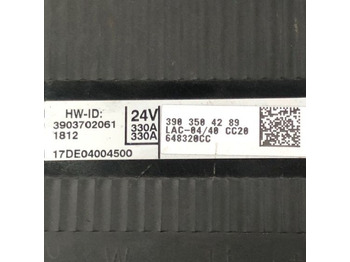 HW-ID:
3903702061
1812
24V
330A
330A
17DE04004500
390 350 42 89
LAC-04/40 CC20
648320CC